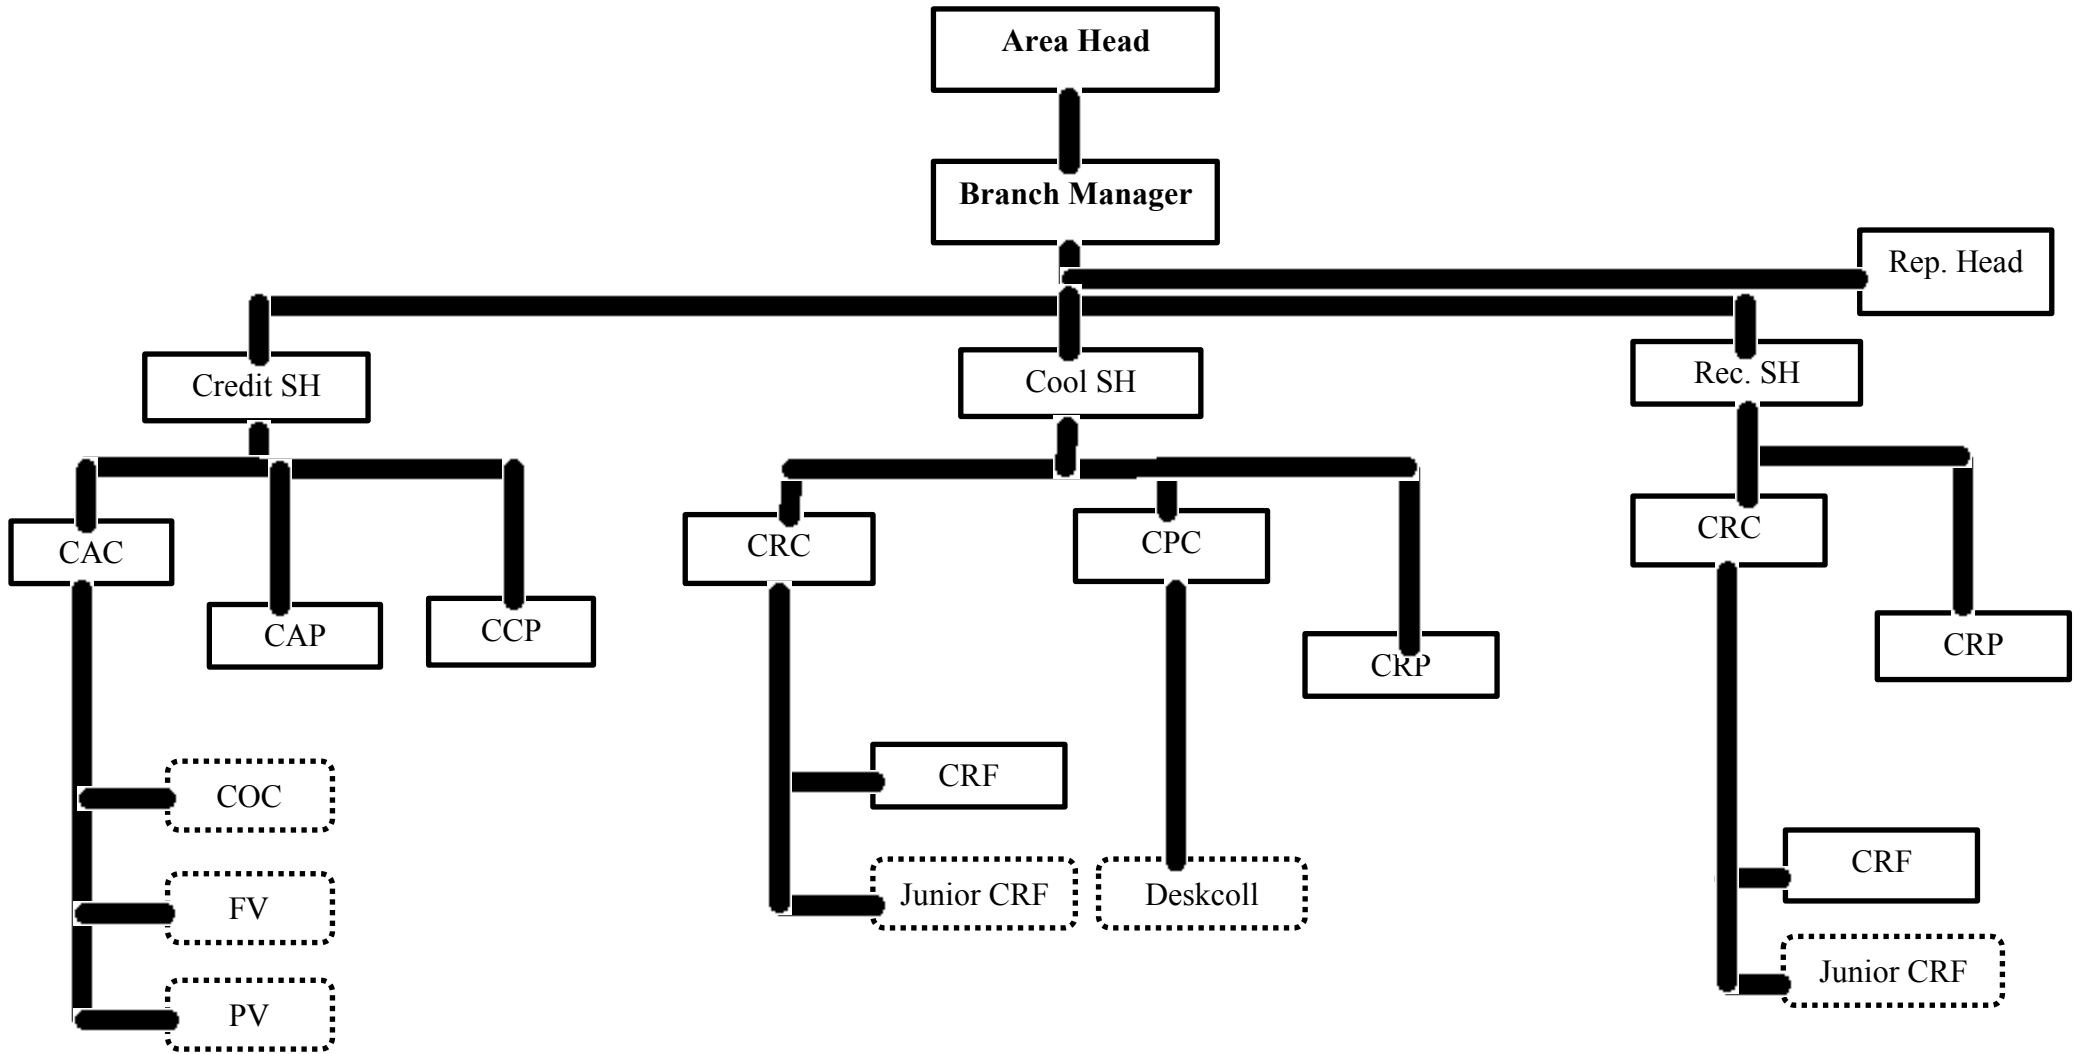 Area Head
Branch Manager
Rep. Head
Credit SH
Cool SH
Rec. SH
CAC
CAP
CCP
CRC
CPC
CRP
CRC
CRP
COC
FV
PV
CRF
Junior CRF
Deskcoll
CRF
Junior CRF